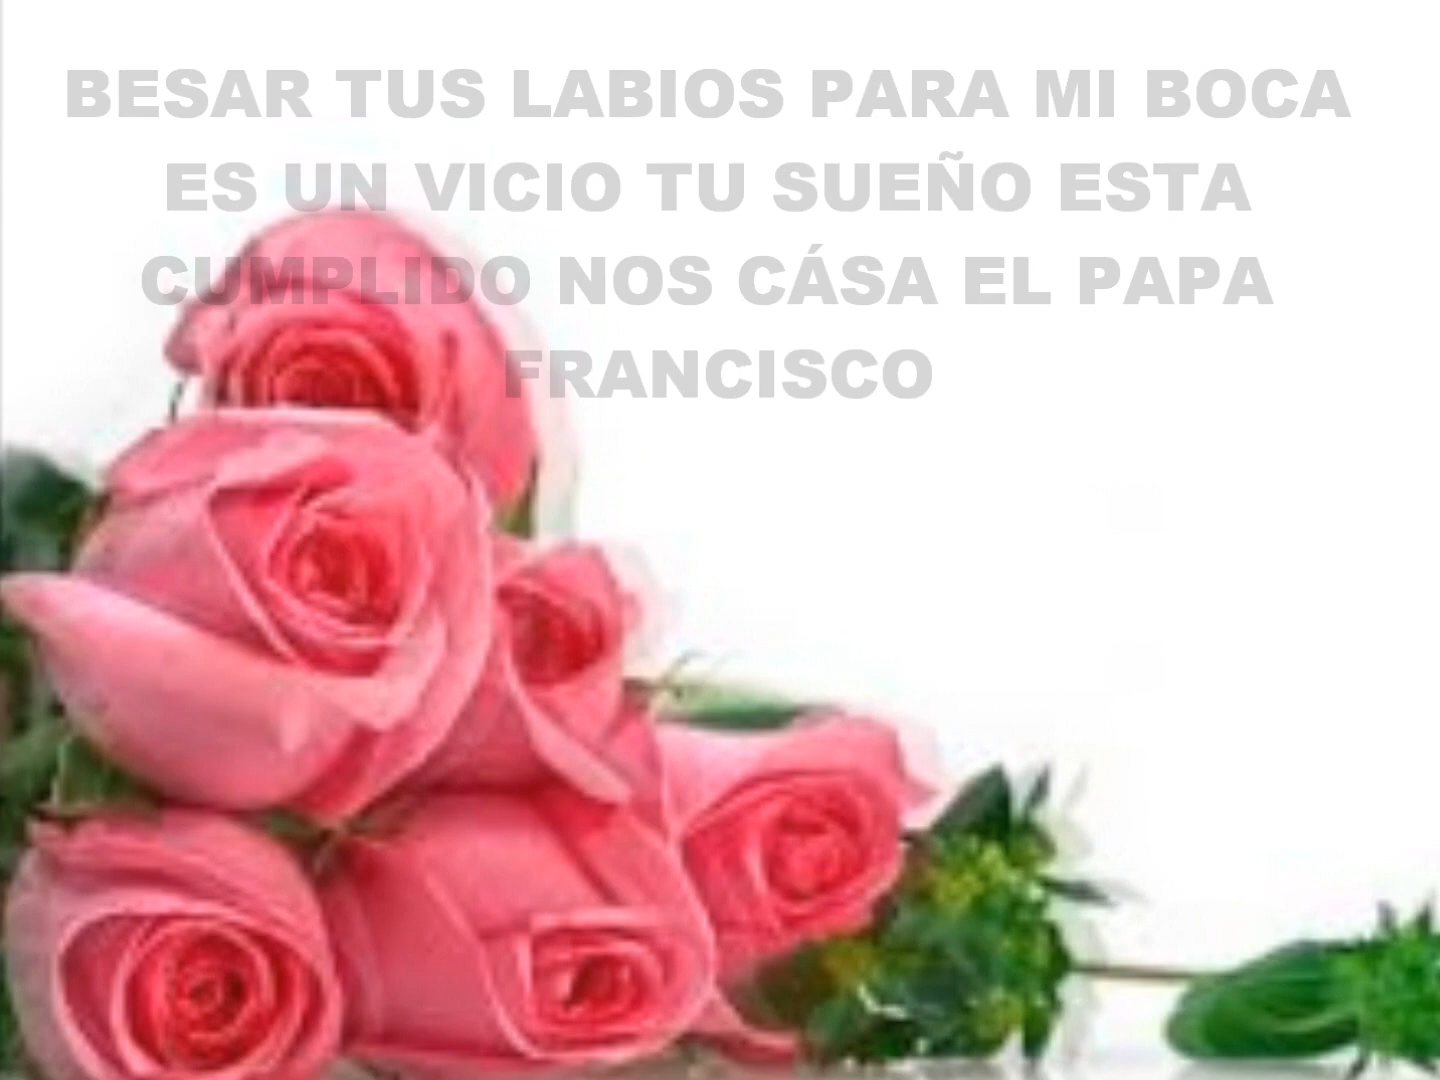 BESAR TUS LABIOS PARA MI BOCA
ES UN VICIO TU SUEÑO ESTA
CUMPLIDO NOS CÁSA EL PAPA
FRANCISCO